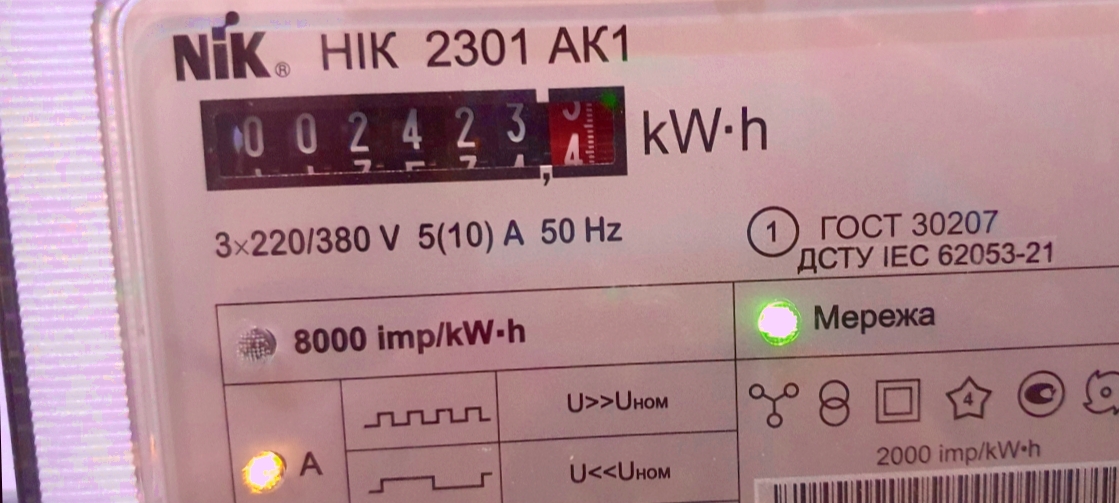 NiK® НІК 2301 АК1
002423,4 kW·h
3×220/380 V 5(10) A 50 Hz
1 ГОСТ 30207
ДСТУ IEC 62053-21
8000 imp/kW·h
Мережа
U>>Uном
4
A
U<<Uном
2000 imp/kW·h